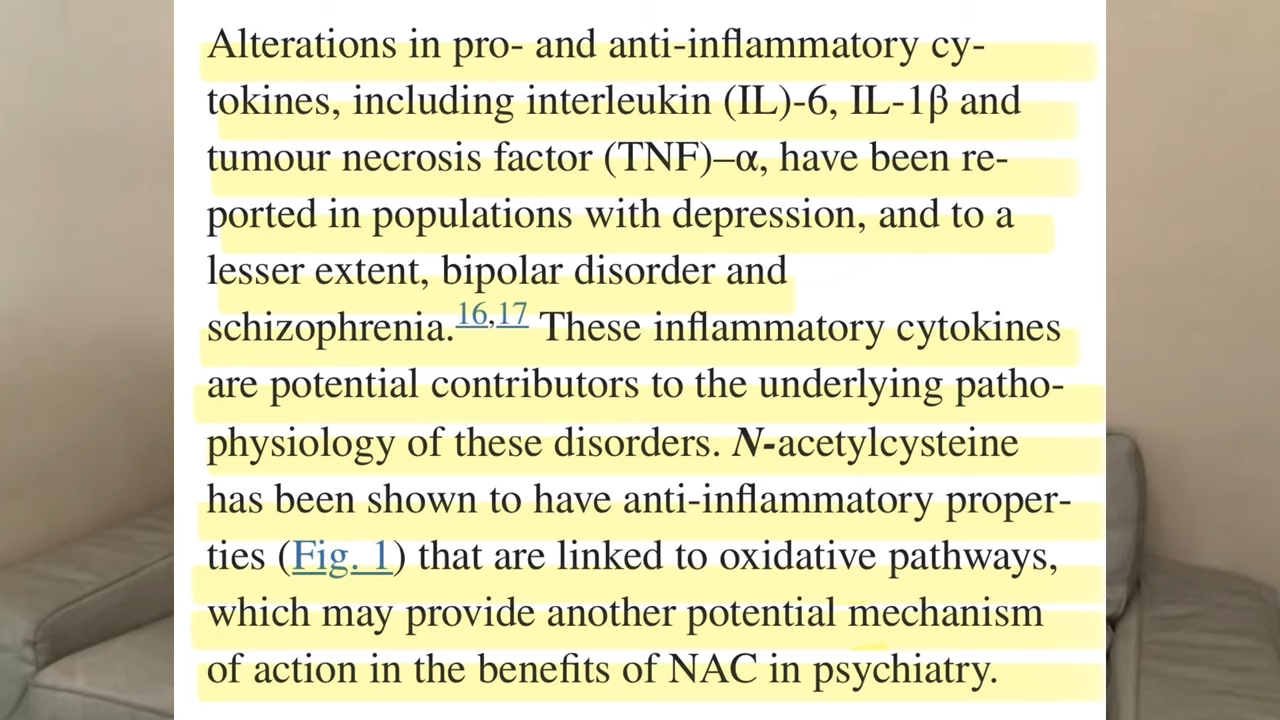 Alterations in pro- and anti-inflammatory cy-
tokines, including interleukin (IL)-6, IL-1β and
tumour necrosis factor (TNF)–α, have been re-
ported in populations with depression, and to a
lesser extent, bipolar disorder and
schizophrenia.16,17 These inflammatory cytokines
are potential contributors to the underlying patho-
physiology of these disorders. N-acetylcysteine
has been shown to have anti-inflammatory proper-
ties (Fig. 1) that are linked to oxidative pathways,
which may provide another potential mechanism
of action in the benefits of NAC in psychiatry.